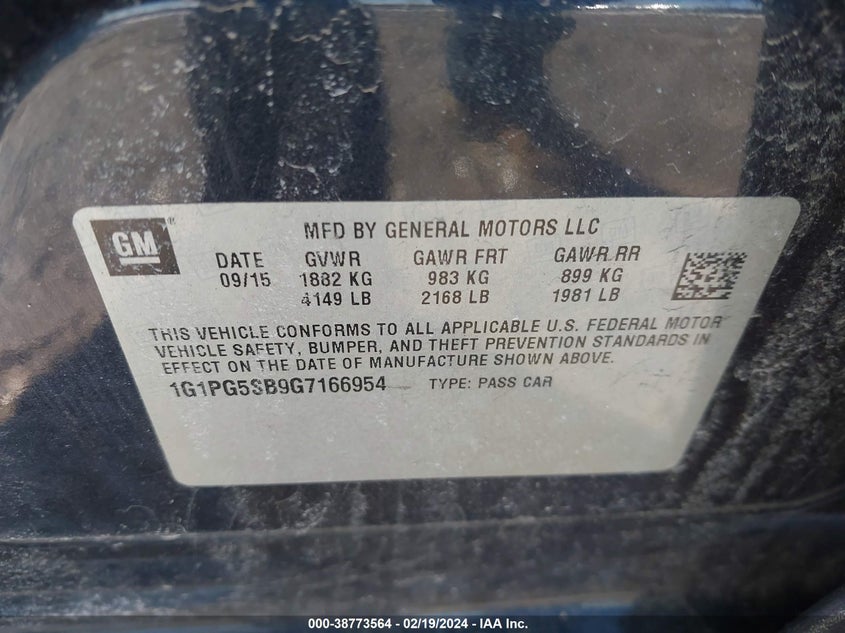 GM®
MFD BY GENERAL MOTORS LLC
DATE GVWR GAWR FRT GAWR RR
09/15 1882 KG 983 KG 899 KG
4149 LB 2168 LB 1981 LB
THIS VEHICLE CONFORMS TO ALL APPLICABLE U.S. FEDERAL MOTOR
VEHICLE SAFETY, BUMPER, AND THEFT PREVENTION STANDARDS IN
EFFECT ON THE DATE OF MANUFACTURE SHOWN ABOVE.
1G1PG5SB9G7166954 TYPE: PASS CAR
000-38773564 / 02/19/2024 - IAA Inc.